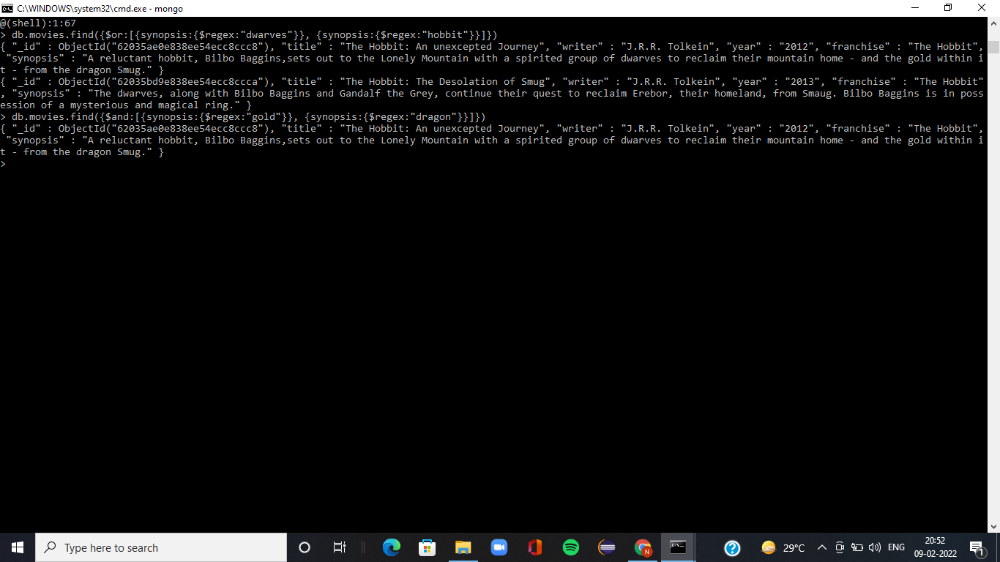 C:\WINDOWS\system32\cmd.exe - mongo
@(shell):1:67
> db.movies.find({$or:[{synopsis:{$regex:"dwarves"}}, {synopsis:{$regex:"hobbit"}}]})
{ "_id" : ObjectId("62035ae0e838ee54ecc8ccc8"), "title" : "The Hobbit: An unexcepted Journey", "writer" : "J.R.R. Tolkein", "year" : "2012", "franchise" : "The Hobbit",
"synopsis" : "A reluctant hobbit, Bilbo Baggins,sets out to the Lonely Mountain with a spirited group of dwarves to reclaim their mountain home - and the gold within i
t - from the dragon Smug." }
{ "_id" : ObjectId("62035bd9e838ee54ecc8ccca"), "title" : "The Hobbit: The Desolation of Smug", "writer" : "J.R.R. Tolkein", "year" : "2013", "franchise" : "The Hobbit"
, "synopsis" : "The dwarves, along with Bilbo Baggins and Gandalf the Grey, continue their quest to reclaim Erebor, their homeland, from Smaug. Bilbo Baggins is in poss
ession of a mysterious and magical ring." }
> db.movies.find({$and:[{synopsis:{$regex:"gold"}}, {synopsis:{$regex:"dragon"}}]})
{ "_id" : ObjectId("62035ae0e838ee54ecc8ccc8"), "title" : "The Hobbit: An unexcepted Journey", "writer" : "J.R.R. Tolkein", "year" : "2012", "franchise" : "The Hobbit",
"synopsis" : "A reluctant hobbit, Bilbo Baggins,sets out to the Lonely Mountain with a spirited group of dwarves to reclaim their mountain home - and the gold within i
t - from the dragon Smug." }
>
Type here to search
N
29°C
ENG
20:52
09-02-2022
1